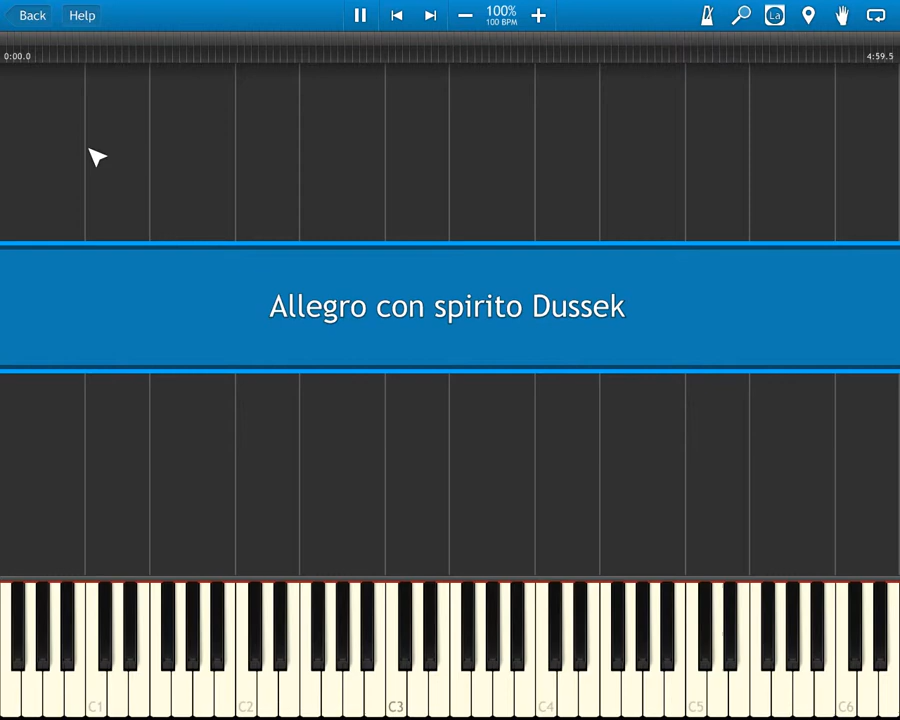 Back Help 100%
100 BPM
La
0:00.0 4:59.5
Allegro con spirito Dussek
C1 C2 C3 C4 C5 C6